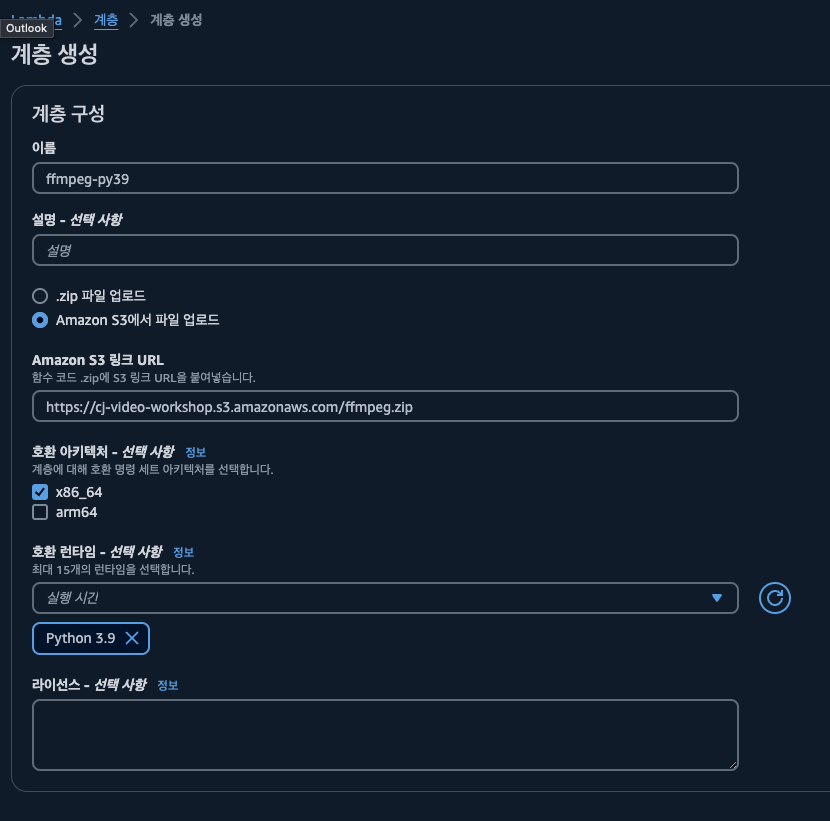 Lambda > 계층 > 계층 생성
Outlook
계층 생성
계층 구성
이름
ffmpeg-py39
설명 - 선택 사항
설명
.zip 파일 업로드
Amazon S3에서 파일 업로드
Amazon S3 링크 URL
함수 코드 .zip에 S3 링크 URL을 붙여넣습니다.
https://cj-video-workshop.s3.amazonaws.com/ffmpeg.zip
호환 아키텍처 - 선택 사항 정보
계층에 대해 호환 명령 세트 아키텍처를 선택합니다.
x86_64
arm64
호환 런타임 - 선택 사항 정보
최대 15개의 런타임을 선택합니다.
실행 시간
Python 3.9
라이선스 - 선택 사항 정보